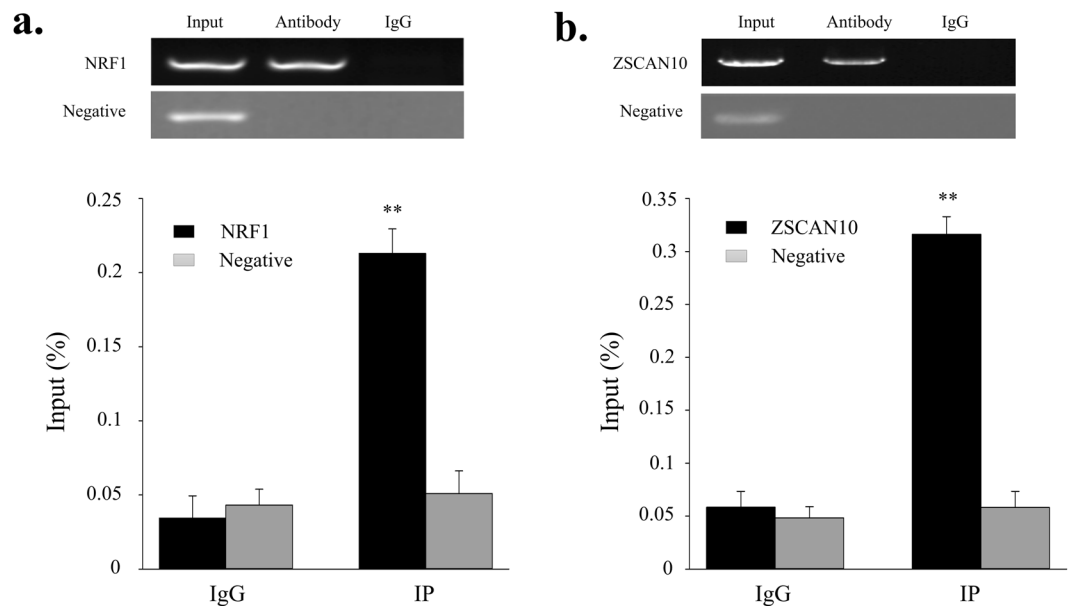 a.
Input Antibody IgG
NRF1
Negative
0.25
0.2
0.15
0.1
0.05
0
Input (%)
NRF1
Negative
**
IgG IP
b.
Input Antibody IgG
ZSCAN10
Negative
0.35
0.3
0.25
0.3
0.15
0.1
0.05
0
Input (%)
ZSCAN10
Negative
**
IgG IP